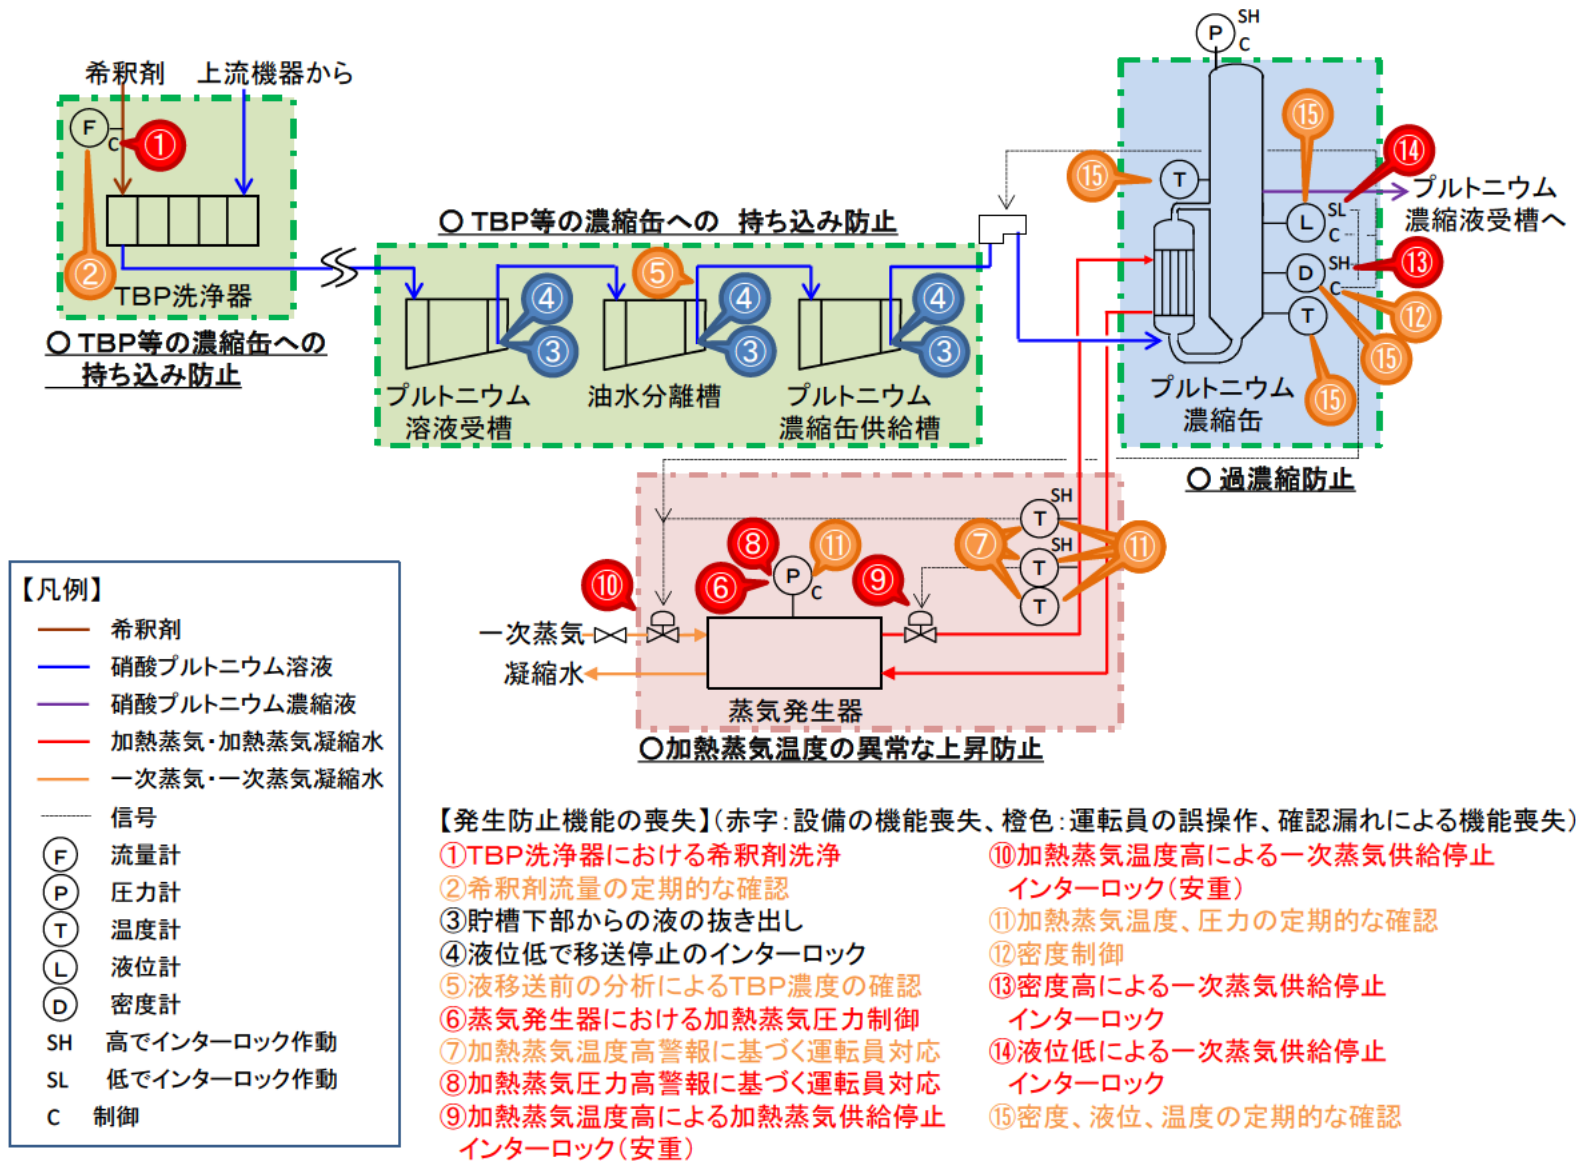 希釈剤
上流機器から
F
C
①
②
TBP洗浄器
○ TBP等の濃縮缶への
持ち込み防止
○ TBP等の濃縮缶への 持ち込み防止
⑤
④
④
④
③
③
③
プルトニウム
溶液受槽
油水分離槽
プルトニウム
濃縮缶供給槽
P
SH
C
⑮
⑭
⑮
T
プルトニウム
濃縮液受槽へ
L
SL
C
D
SH
C
⑬
⑫
T
⑮
⑮
プルトニウム
濃縮缶
○ 過濃縮防止
SH
T
SH
T
T
⑦
⑪
⑧
⑪
⑥
P
C
⑨
⑩
一次蒸気
凝縮水
蒸気発生器
○加熱蒸気温度の異常な上昇防止
【凡例】
希釈剤
硝酸プルトニウム溶液
硝酸プルトニウム濃縮液
加熱蒸気・加熱蒸気凝縮水
一次蒸気・一次蒸気凝縮水
信号
F 流量計
P 圧力計
T 温度計
L 液位計
D 密度計
SH 高でインターロック作動
SL 低でインターロック作動
C 制御
【発生防止機能の喪失】(赤字:設備の機能喪失、橙色:運転員の誤操作、確認漏れによる機能喪失)
①TBP洗浄器における希釈剤洗浄
②希釈剤流量の定期的な確認
③貯槽下部からの液の抜き出し
④液位低で移送停止のインターロック
⑤液移送前の分析によるTBP濃度の確認
⑥蒸気発生器における加熱蒸気圧力制御
⑦加熱蒸気温度高警報に基づく運転員対応
⑧加熱蒸気圧力高警報に基づく運転員対応
⑨加熱蒸気温度高による加熱蒸気供給停止
インターロック(安重)
⑩加熱蒸気温度高による一次蒸気供給停止
インターロック(安重)
⑪加熱蒸気温度、圧力の定期的な確認
⑫密度制御
⑬密度高による一次蒸気供給停止
インターロック
⑭液位低による一次蒸気供給停止
インターロック
⑮密度、液位、温度の定期的な確認